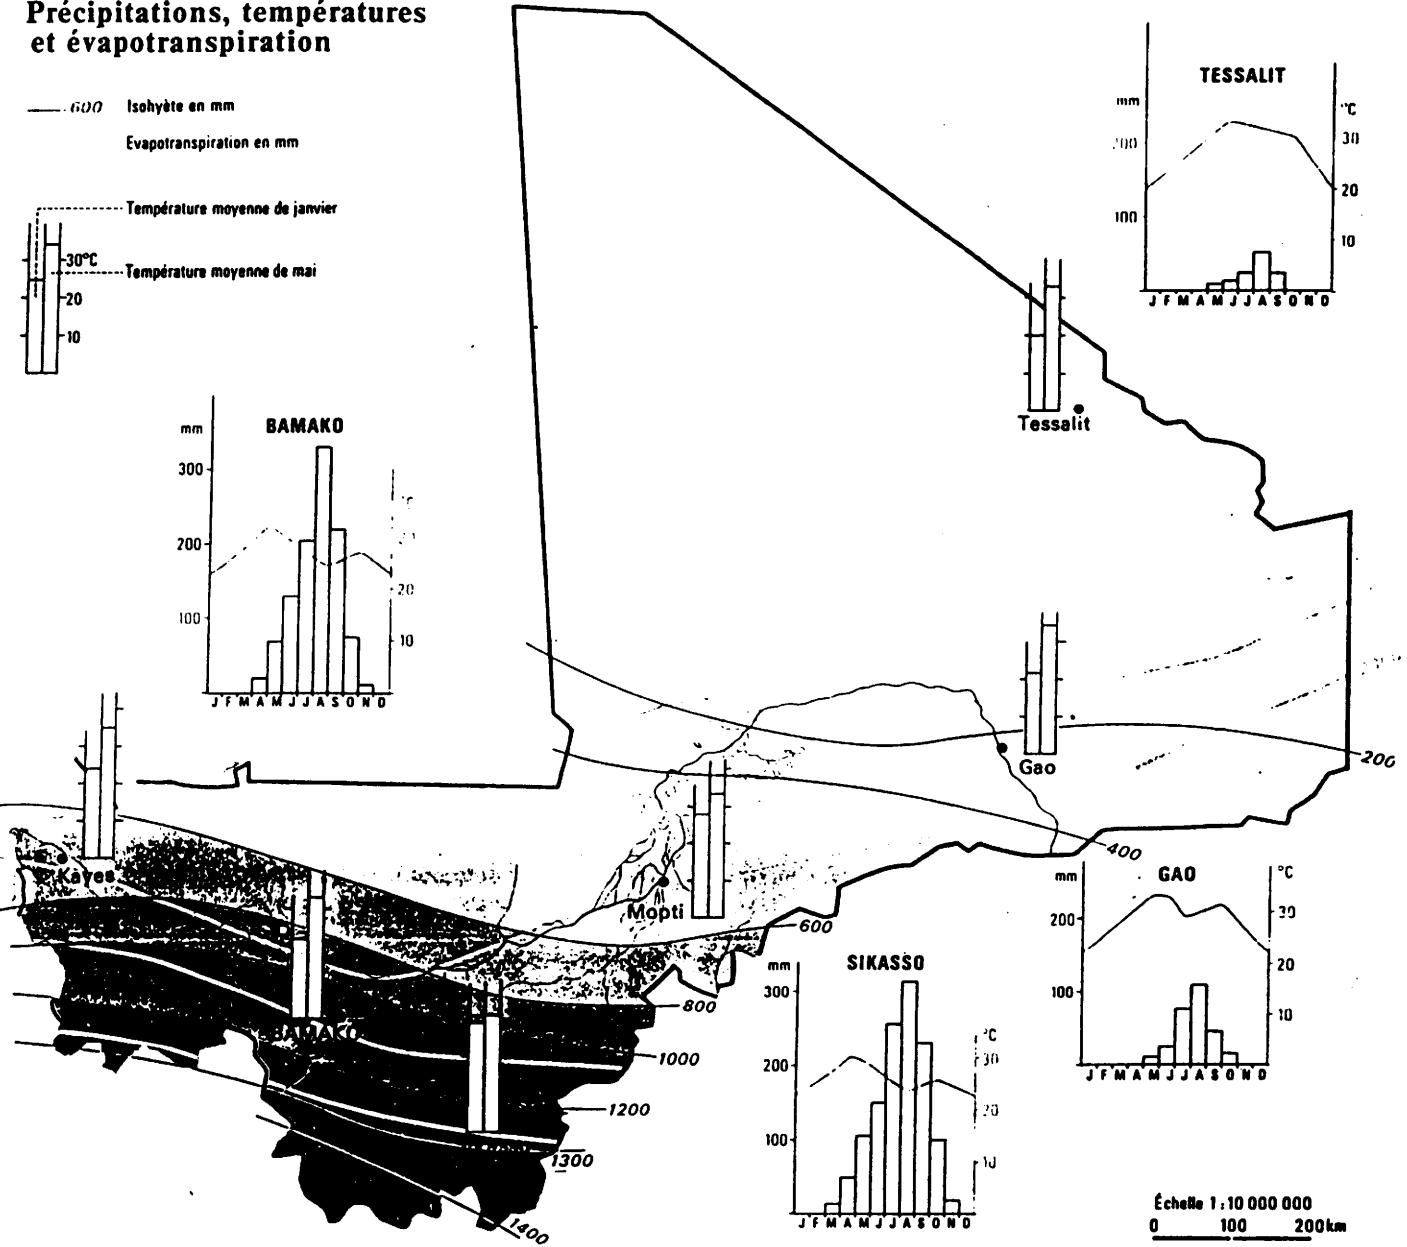 Précipitations, températures
et évapotranspiration
600 Isohyète en mm
Evapotranspiration en mm
Température moyenne de janvier
30°C
Température moyenne de mai
20
10
TESSALIT
mm
°C
200
30
20
100
10
J F M A M J J A S O N D
Tessalit
BAMAKO
mm
300
200
20
100
10
J F M A M J J A S O N D
Gao
200
Kayes
400
Mopti
600
GAO
mm
°C
200
30
20
100
10
J F M A M J J A S O N D
SIKASSO
mm
300
°C
30
200
20
100
10
J F M A M J J A S O N D
800
BAMAKO
1000
1200
1300
1400
Échelle 1:10 000 000
0 100 200km